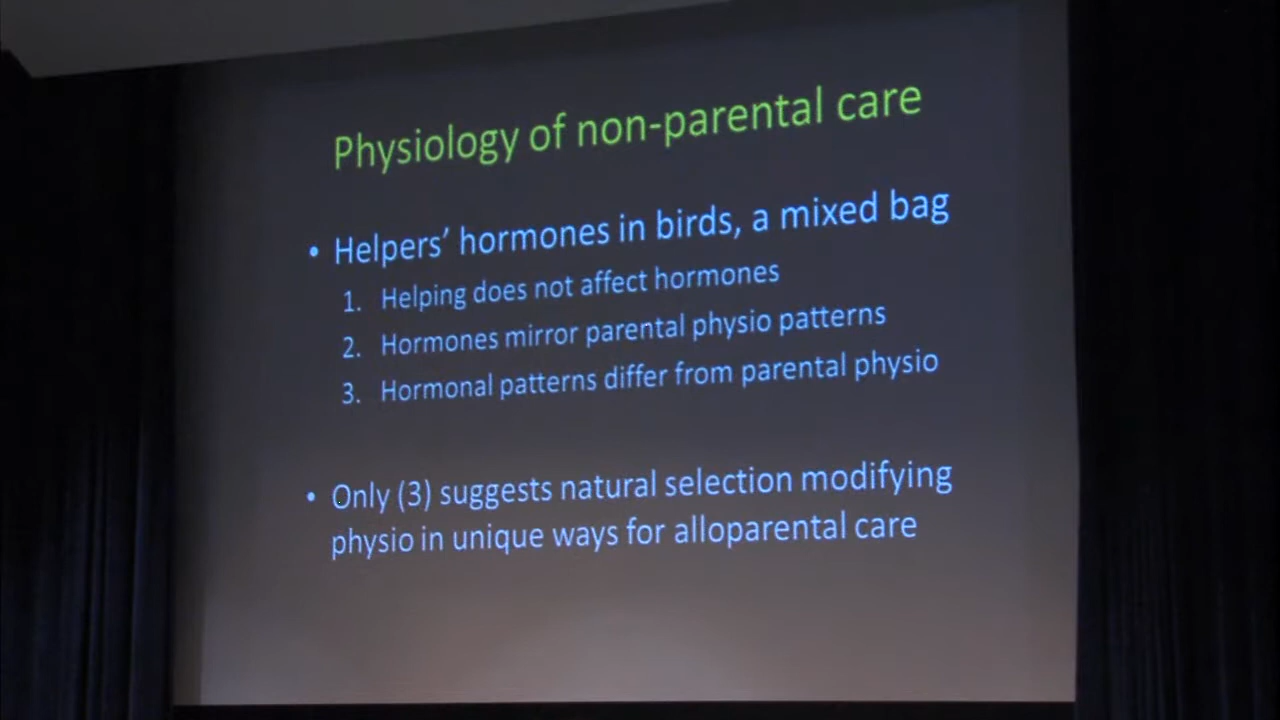 Physiology of non-parental care
• Helpers’ hormones in birds, a mixed bag
1. Helping does not affect hormones
2. Hormones mirror parental physio patterns
3. Hormonal patterns differ from parental physio
• Only (3) suggests natural selection modifying
physio in unique ways for alloparental care